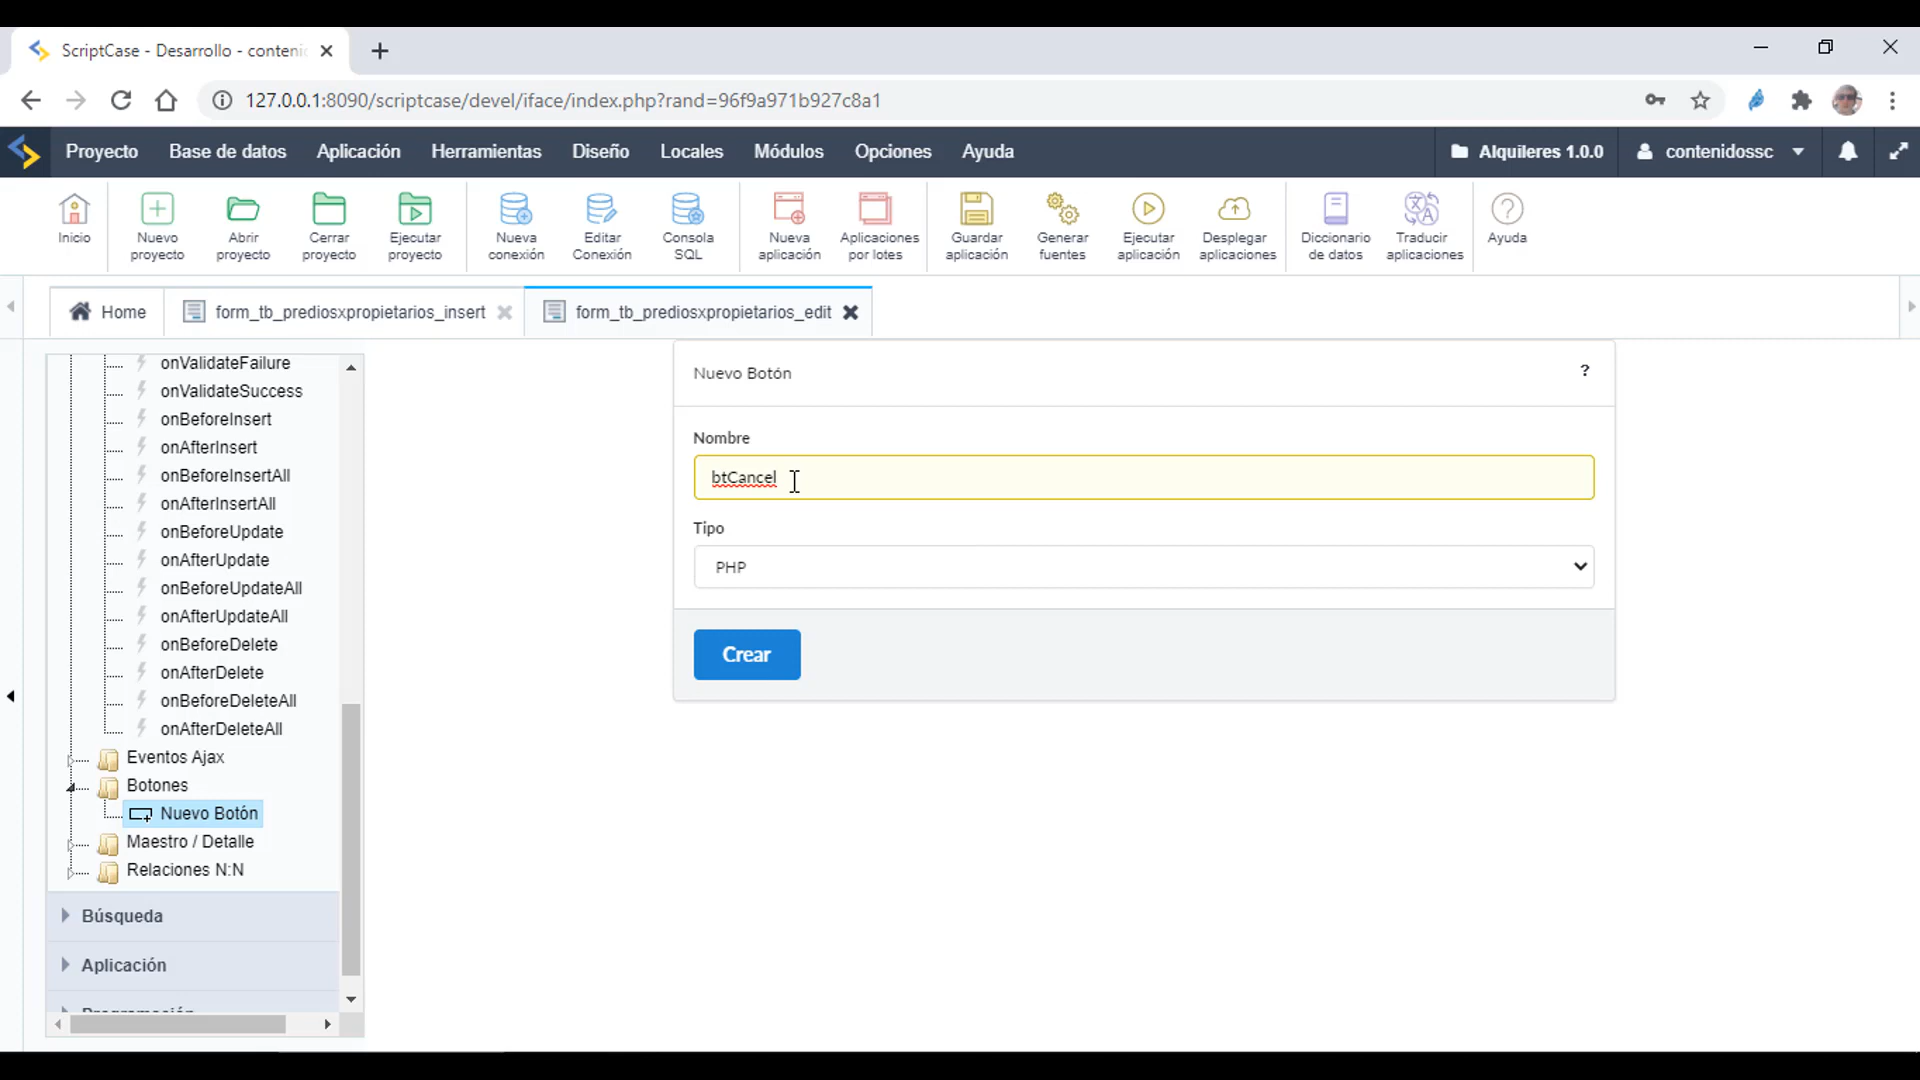 ScriptCase - Desarrollo - conteni
127.0.0.1:8090/scriptcase/devel/iface/index.php?rand=96f9a971b927c8a1
Proyecto Base de datos Aplicación Herramientas Diseño Locales Módulos Opciones Ayuda Alquileres 1.0.0 contenidossc
Inicio
Nuevo proyecto
Abrir proyecto
Cerrar proyecto
Ejecutar proyecto
Nueva conexión
Editar Conexión
Consola SQL
Nueva aplicación
Aplicaciones por lotes
Guardar aplicación
Generar fuentes
Ejecutar aplicación
Desplegar aplicaciones
Diccionario de datos
Traducir aplicaciones
Ayuda
Home form_tb_prediosxpropietarios_insert form_tb_prediosxpropietarios_edit
onValidateFailure
onValidateSuccess
onBeforeInsert
onAfterInsert
onBeforeInsertAll
onAfterInsertAll
onBeforeUpdate
onAfterUpdate
onBeforeUpdateAll
onAfterUpdateAll
onBeforeDelete
onAfterDelete
onBeforeDeleteAll
onAfterDeleteAll
Eventos Ajax
Botones
Nuevo Botón
Maestro / Detalle
Relaciones N:N
Búsqueda
Aplicación
Programación
Nuevo Botón ?
Nombre
btCancel
Tipo
PHP
Crear